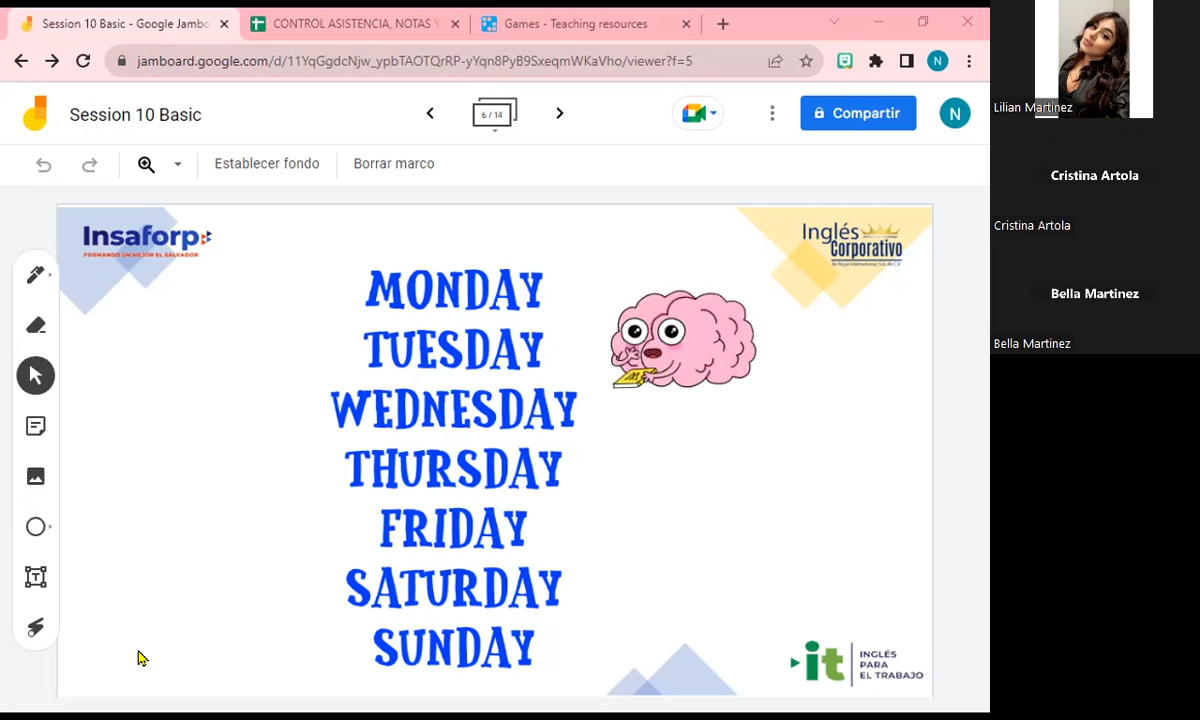 Session 10 Basic - Google Jambo
CONTROL ASISTENCIA, NOTAS Y
Games - Teaching resources
jamboard.google.com/d/11YqGgdcNjw_ypbTAOTQrRP-yYqn8PyB9SxeqmWKaVho/viewer?f=5
N
Session 10 Basic
6 / 14
Compartir
N
Establecer fondo
Borrar marco
Insaforp
FORMANDO UN MEJOR EL SALVADOR
Inglés
Corporativo
MONDAY
TUESDAY
WEDNESDAY
THURSDAY
FRIDAY
SATURDAY
SUNDAY
it
INGLÉS
PARA
EL TRABAJO
Lilian Martinez
Cristina Artola
Cristina Artola
Bella Martinez
Bella Martinez